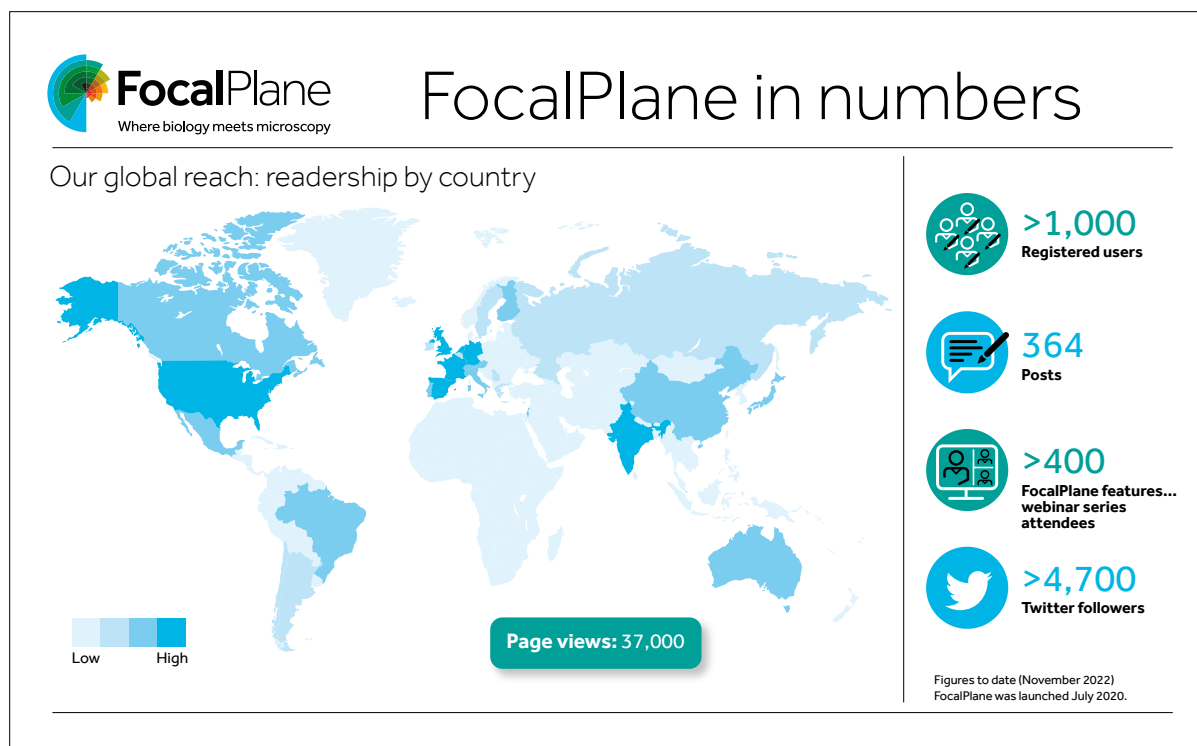 FocalPlane
Where biology meets microscopy
FocalPlane in numbers
Our global reach: readership by country
>1,000
Registered users
364
Posts
>400
FocalPlane features...
webinar series
attendees
>4,700
Twitter followers
Low High
Page views: 37,000
Figures to date (November 2022)
FocalPlane was launched July 2020.